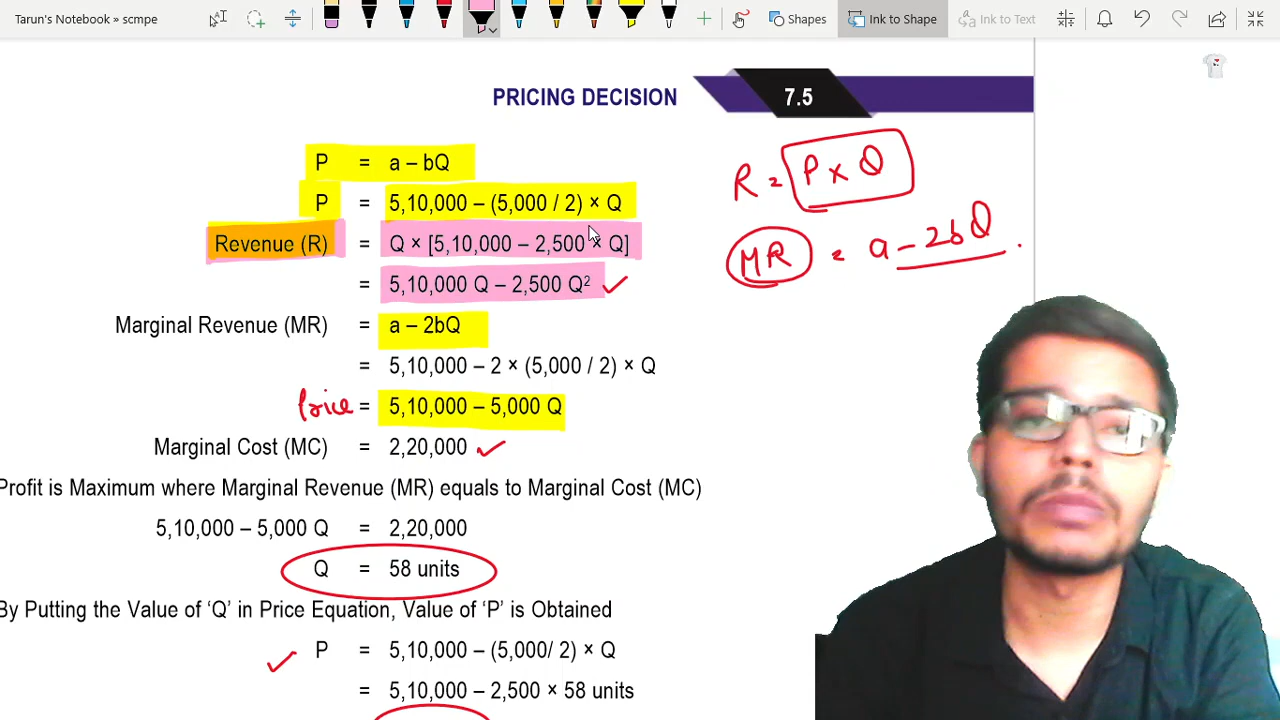 Tarun's Notebook » scmpe
Shapes
Ink to Shape
Ink to Text
PRICING DECISION 7.5
P = a – bQ
P = 5,10,000 – (5,000 / 2) × Q
Revenue (R) = Q × [5,10,000 – 2,500 × Q]
= 5,10,000 Q – 2,500 Q²
Marginal Revenue (MR) = a – 2bQ
= 5,10,000 – 2 × (5,000 / 2) × Q
Price = 5,10,000 – 5,000 Q
Marginal Cost (MC) = 2,20,000
Profit is Maximum where Marginal Revenue (MR) equals to Marginal Cost (MC)
5,10,000 – 5,000 Q = 2,20,000
Q = 58 units
By Putting the Value of ‘Q’ in Price Equation, Value of ‘P’ is Obtained
P = 5,10,000 – (5,000/ 2) × Q
= 5,10,000 – 2,500 × 58 units
R = P × Q
MR = a – 2bQ.